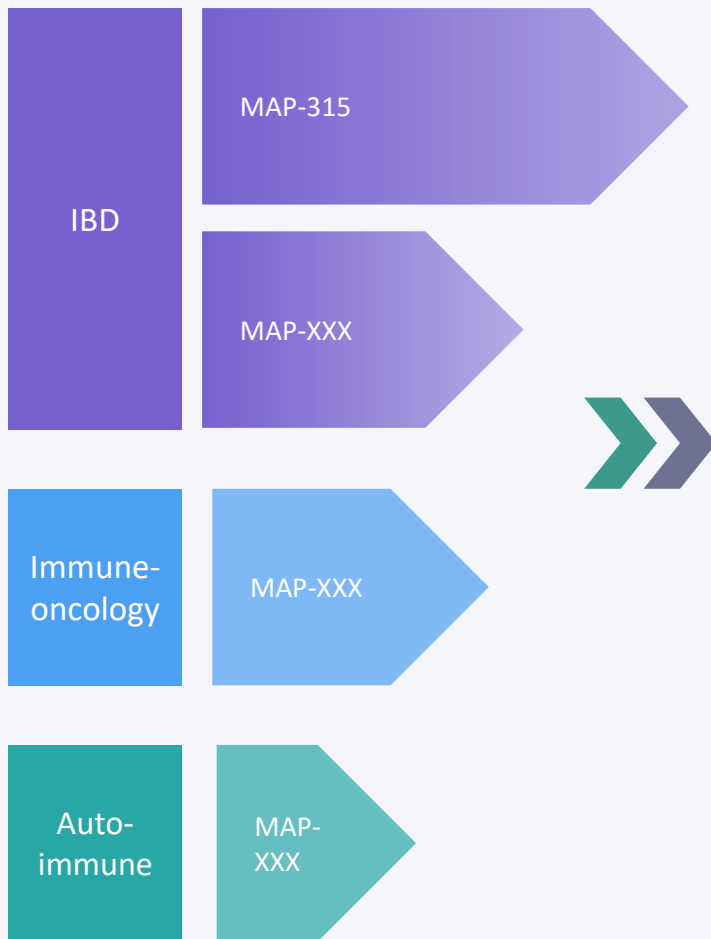 MAP-315
IBD
MAP-XXX
Immune-
oncology
MAP-XXX
Auto-
immune
MAP-
XXX